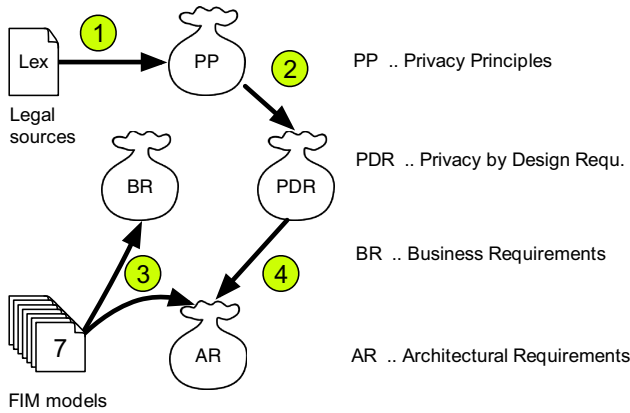 1
Lex
PP
PP .. Privacy Principles
2
Legal
sources
BR
PDR
PDR .. Privacy by Design Requ.
BR .. Business Requirements
3
4
7
AR
AR .. Architectural Requirements
FIM models